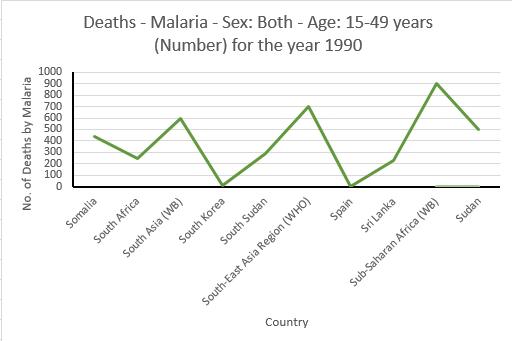 Deaths - Malaria - Sex: Both - Age: 15-49 years
(Number) for the year 1990
No. of Deaths by Malaria
1000
900
800
700
600
500
400
300
200
100
0
Somalia
South Africa
South Asia (WB)
South Korea
South Sudan
South-East Asia Region (WHO)
Spain
Sri Lanka
Sub-Saharan Africa (WB)
Sudan
Country